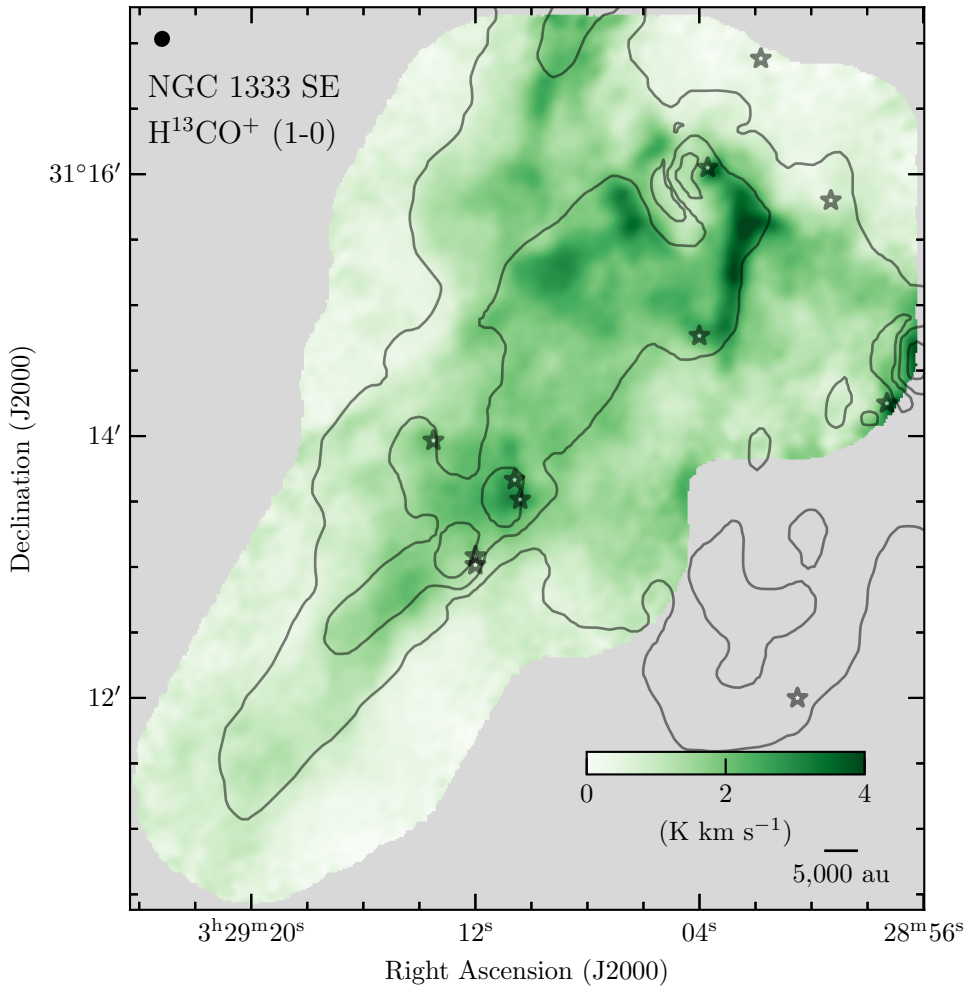 NGC 1333 SE
H¹³CO⁺ (1-0)
31°16′
14′
12′
Declination (J2000)
0 2 4
(K km s⁻¹)
5,000 au
3ʰ29ᵐ20ˢ 12ˢ 04ˢ 28ᵐ56ˢ
Right Ascension (J2000)